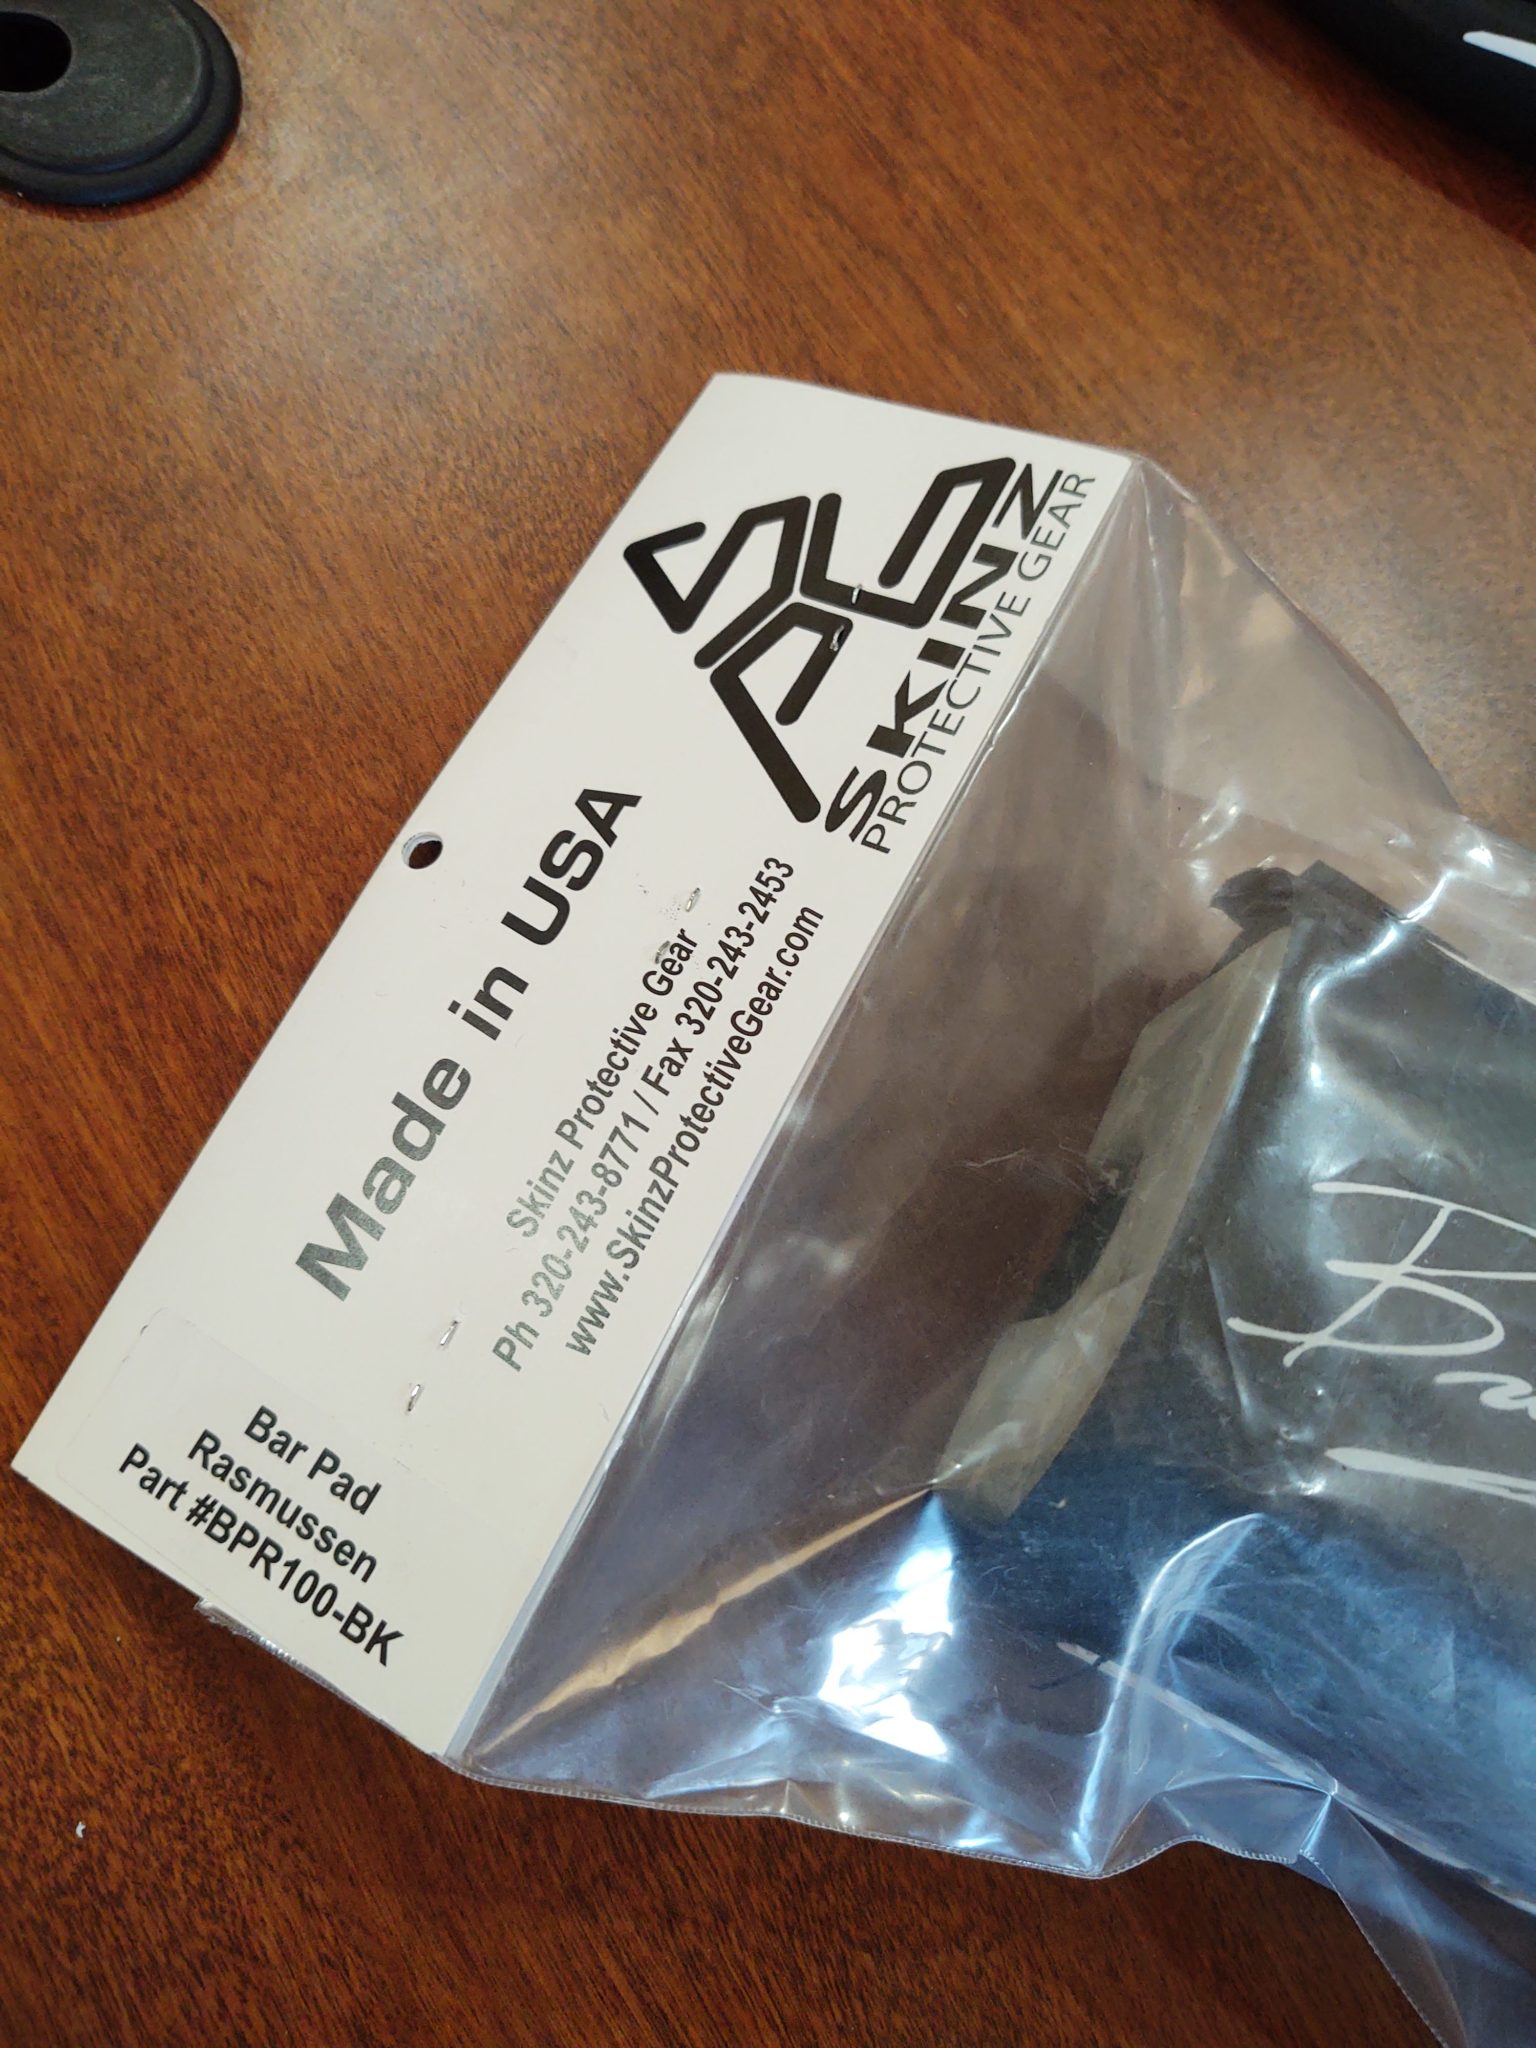 SPG
SKINZ
PROTECTIVE GEAR
Made in USA
Skinz Protective Gear
Ph 320-243-8771 / Fax 320-243-2453
www.SkinzProtectiveGear.com
Bar Pad
Rasmussen
Part #BPR100-BK